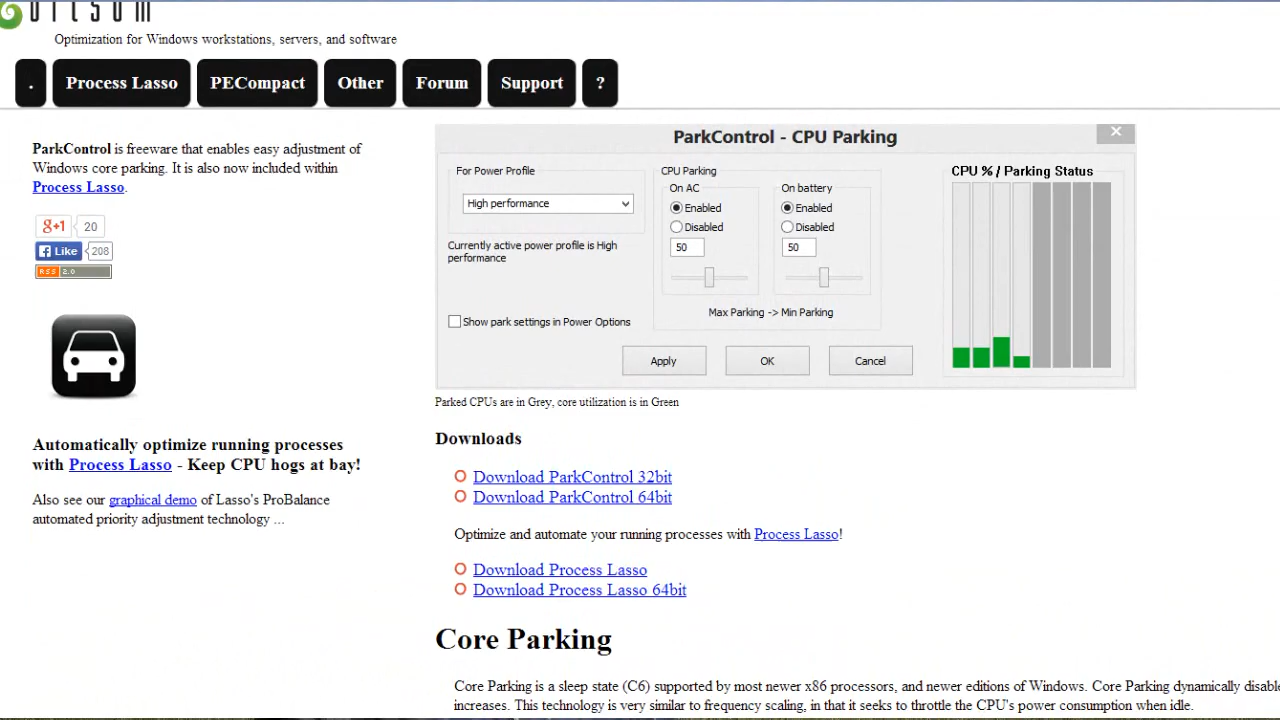 Optimization for Windows workstations, servers, and software
. Process Lasso PECompact Other Forum Support ?
ParkControl is freeware that enables easy adjustment of
Windows core parking. It is also now included within
Process Lasso.
g+1 20
Like 208
RSS 2.0
Automatically optimize running processes
with Process Lasso - Keep CPU hogs at bay!
Also see our graphical demo of Lasso's ProBalance
automated priority adjustment technology ...
ParkControl - CPU Parking
For Power Profile
High performance
Currently active power profile is High
performance
Show park settings in Power Options
CPU Parking
On AC
Enabled
Disabled
50
On battery
Enabled
Disabled
50
Max Parking -> Min Parking
Apply OK Cancel
CPU % / Parking Status
Parked CPUs are in Grey, core utilization is in Green
Downloads
Download ParkControl 32bit
Download ParkControl 64bit
Optimize and automate your running processes with Process Lasso!
Download Process Lasso
Download Process Lasso 64bit
Core Parking
Core Parking is a sleep state (C6) supported by most newer x86 processors, and newer editions of Windows. Core Parking dynamically disable
increases. This technology is very similar to frequency scaling, in that it seeks to throttle the CPU's power consumption when idle.